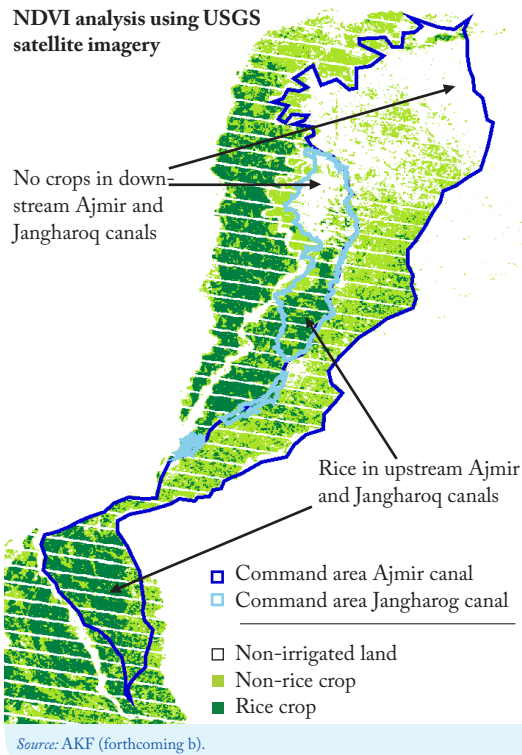 NDVI analysis using USGS
satellite imagery
No crops in down-
stream Ajmir and
Jangharoq canals
Rice in upstream Ajmir
and Jangharoq canals
Command area Ajmir canal
Command area Jangharog canal
Non-irrigated land
Non-rice crop
Rice crop
Source: AKF (forthcoming b).